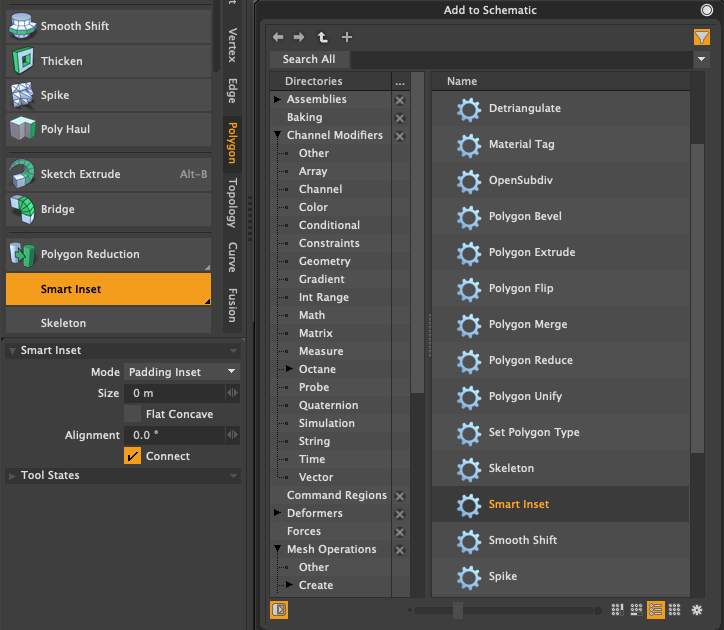 Smooth Shift
Thicken
Spike
Poly Haul
Sketch Extrude Alt-B
Bridge
Polygon Reduction
Smart Inset
Skeleton
Vertex
Edge
Polygon
Topology
Curve
Fusion
Smart Inset
Mode Padding Inset
Size 0 m
Flat Concave
Alignment 0.0 °
Connect
Tool States
Add to Schematic
Search All
Directories ...
Assemblies
Baking
Channel Modifiers
Other
Array
Channel
Color
Conditional
Constraints
Geometry
Gradient
Int Range
Math
Matrix
Measure
Octane
Probe
Quaternion
Simulation
String
Time
Vector
Command Regions
Deformers
Forces
Mesh Operations
Other
Create
Name
Detriangulate
Material Tag
OpenSubdiv
Polygon Bevel
Polygon Extrude
Polygon Flip
Polygon Merge
Polygon Reduce
Polygon Unify
Set Polygon Type
Skeleton
Smart Inset
Smooth Shift
Spike